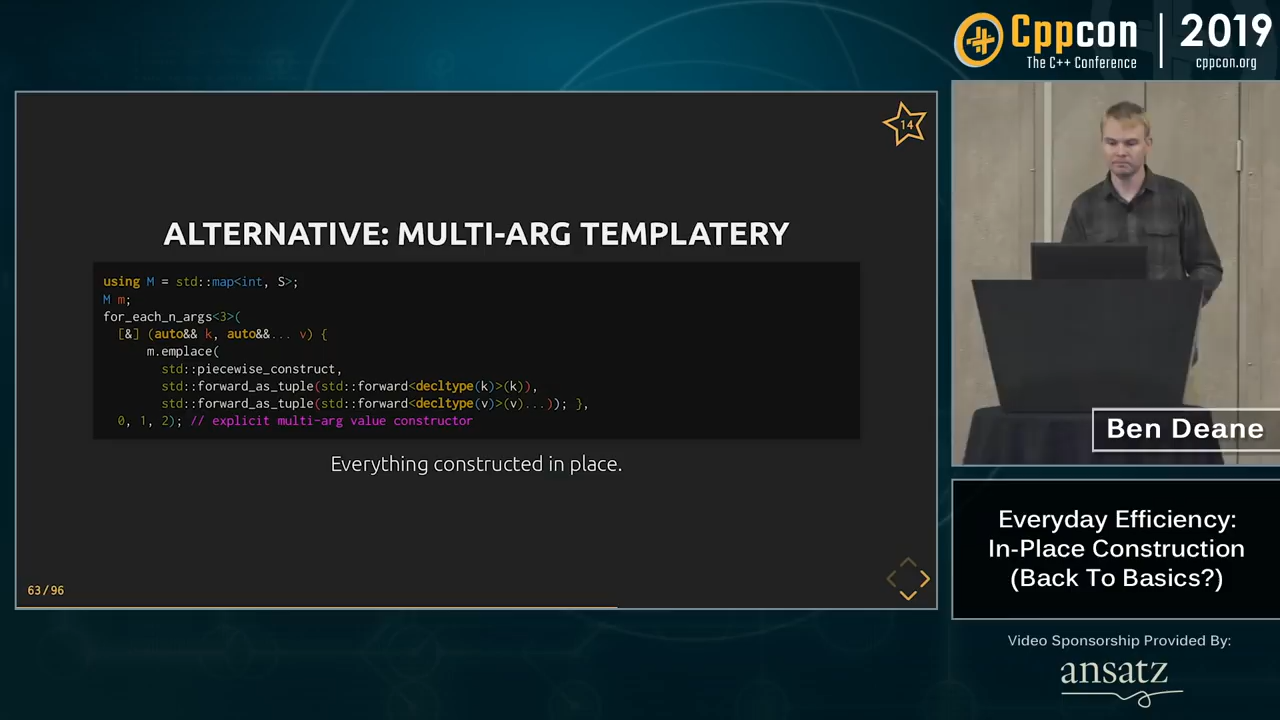 Cppcon
The C++ Conference
2019
cppcon.org
14
ALTERNATIVE: MULTI-ARG TEMPLATERY
using M = std::map<int, S>;
M m;
for_each_n_args<3>(
[&] (auto&& k, auto&&... v) {
m.emplace(
std::piecewise_construct,
std::forward_as_tuple(std::forward<decltype(k)>(k)),
std::forward_as_tuple(std::forward<decltype(v)>(v)...)); },
0, 1, 2); // explicit multi-arg value constructor
Everything constructed in place.
63/96
Ben Deane
Everyday Efficiency:
In-Place Construction
(Back To Basics?)
Video Sponsorship Provided By:
ansatz